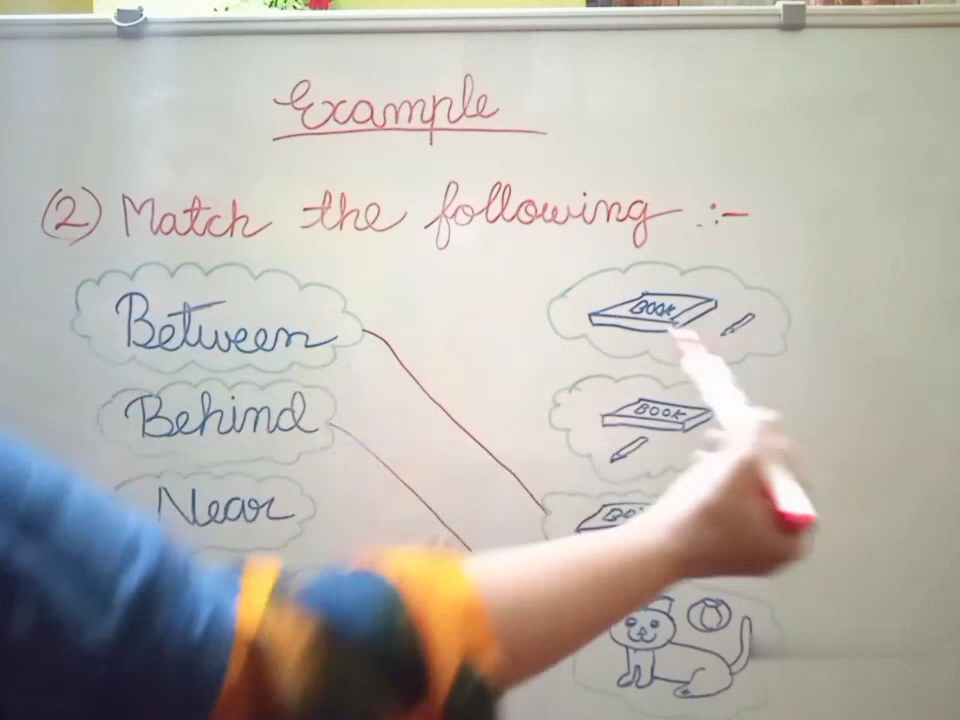 Example
(2) Match the following :-
Between
BOOK
Behind
BOOK
Near